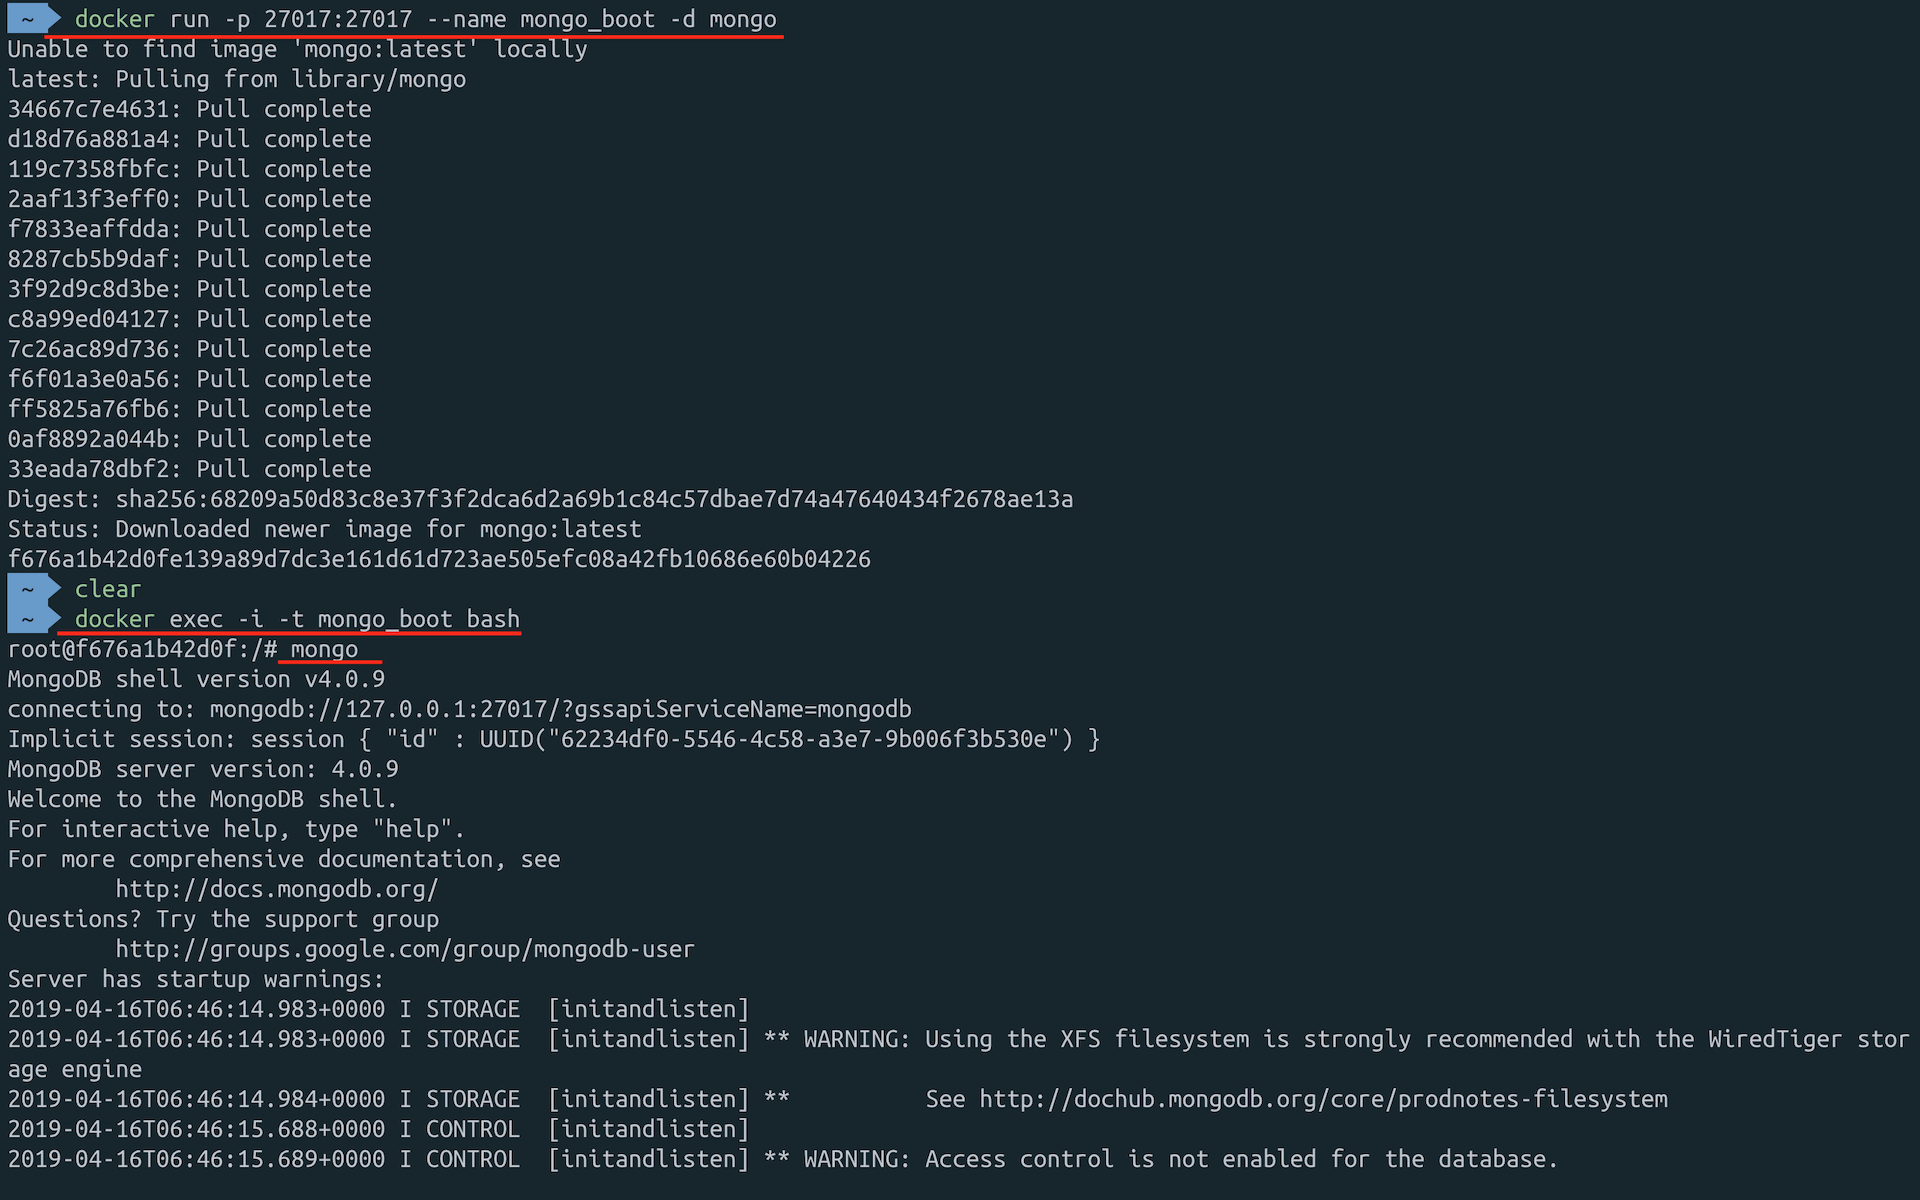 ~ docker run -p 27017:27017 --name mongo_boot -d mongo
Unable to find image 'mongo:latest' locally
latest: Pulling from library/mongo
34667c7e4631: Pull complete
d18d76a881a4: Pull complete
119c7358fbfc: Pull complete
2aaf13f3eff0: Pull complete
f7833eaffdda: Pull complete
8287cb5b9daf: Pull complete
3f92d9c8d3be: Pull complete
c8a99ed04127: Pull complete
7c26ac89d736: Pull complete
f6f01a3e0a56: Pull complete
ff5825a76fb6: Pull complete
0af8892a044b: Pull complete
33eada78dbf2: Pull complete
Digest: sha256:68209a50d83c8e37f3f2dca6d2a69b1c84c57dbae7d74a47640434f2678ae13a
Status: Downloaded newer image for mongo:latest
f676a1b42d0fe139a89d7dc3e161d61d723ae505efc08a42fb10686e60b04226
~ clear
~ docker exec -i -t mongo_boot bash
root@f676a1b42d0f:/# mongo
MongoDB shell version v4.0.9
connecting to: mongodb://127.0.0.1:27017/?gssapiServiceName=mongodb
Implicit session: session { "id" : UUID("62234df0-5546-4c58-a3e7-9b006f3b530e") }
MongoDB server version: 4.0.9
Welcome to the MongoDB shell.
For interactive help, type "help".
For more comprehensive documentation, see
http://docs.mongodb.org/
Questions? Try the support group
http://groups.google.com/group/mongodb-user
Server has startup warnings:
2019-04-16T06:46:14.983+0000 I STORAGE  [initandlisten]
2019-04-16T06:46:14.983+0000 I STORAGE  [initandlisten] ** WARNING: Using the XFS filesystem is strongly recommended with the WiredTiger stor
age engine
2019-04-16T06:46:14.984+0000 I STORAGE  [initandlisten] **          See http://dochub.mongodb.org/core/prodnotes-filesystem
2019-04-16T06:46:15.688+0000 I CONTROL  [initandlisten]
2019-04-16T06:46:15.689+0000 I CONTROL  [initandlisten] ** WARNING: Access control is not enabled for the database.